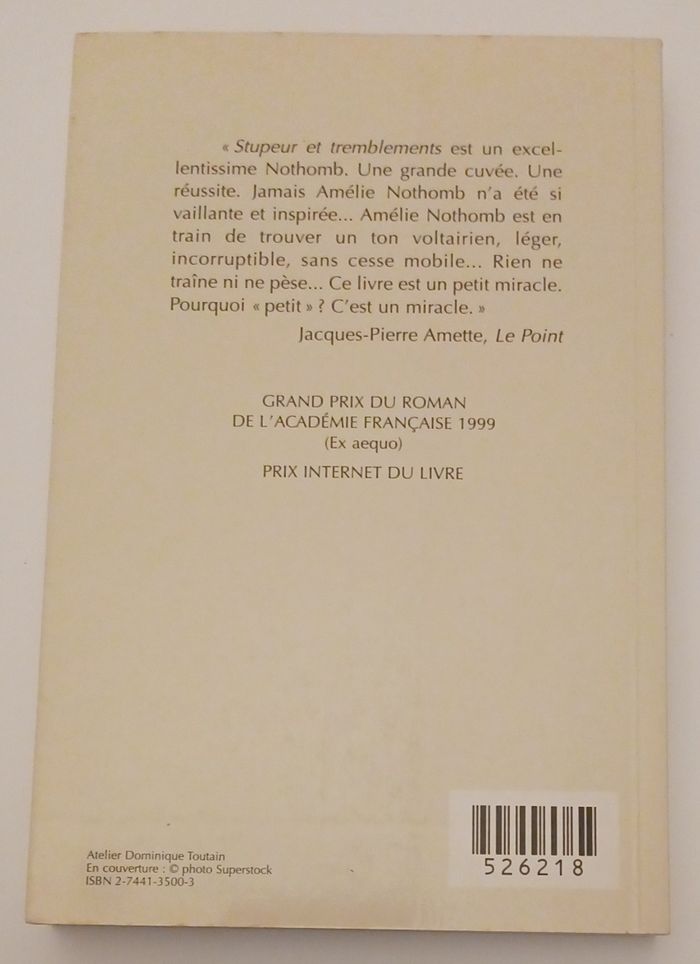 « Stupeur et tremblements est un excel-
lentissime Nothomb. Une grande cuvée. Une
réussite. Jamais Amélie Nothomb n'a été si
vaillante et inspirée... Amélie Nothomb est en
train de trouver un ton voltairien, léger,
incorruptible, sans cesse mobile... Rien ne
traîne ni ne pèse... Ce livre est un petit miracle.
Pourquoi « petit » ? C'est un miracle. »
Jacques-Pierre Amette, Le Point
GRAND PRIX DU ROMAN
DE L'ACADÉMIE FRANÇAISE 1999
(Ex aequo)
PRIX INTERNET DU LIVRE
Atelier Dominique Toutain
En couverture : © photo Superstock
ISBN 2-7441-3500-3
526218